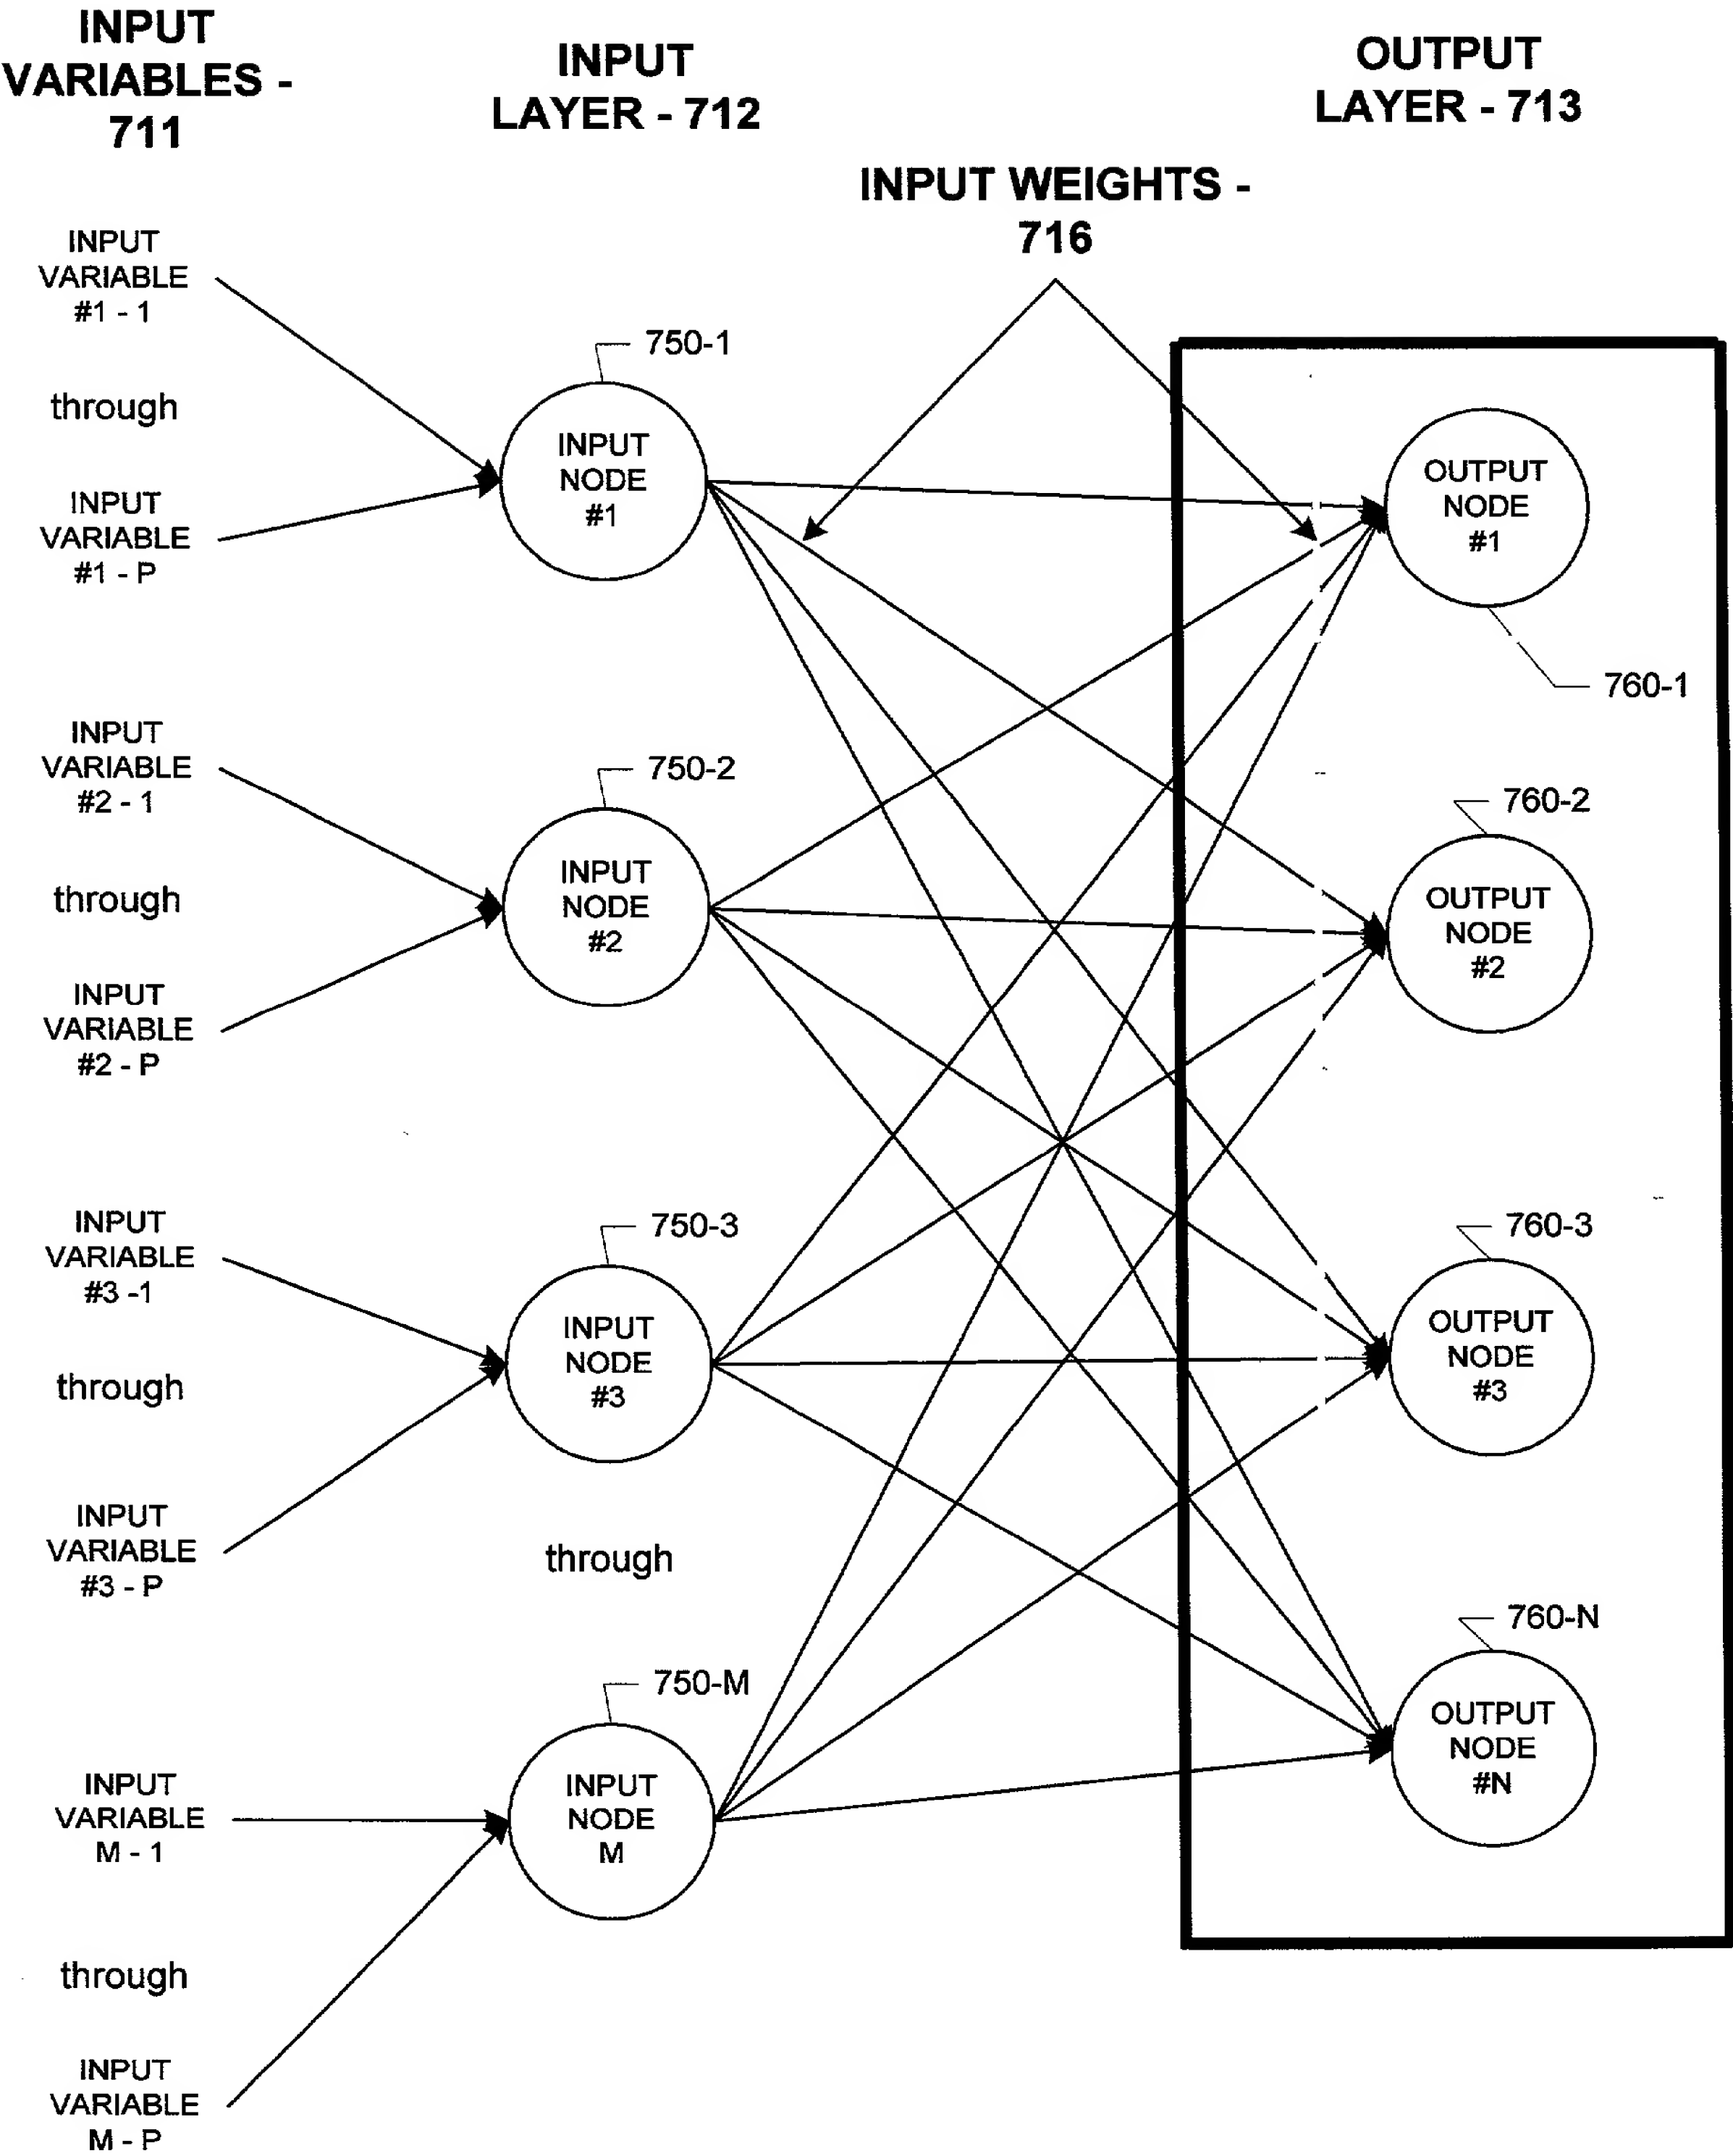 INPUT
VARIABLES -
711
INPUT
LAYER - 712
OUTPUT
LAYER - 713
INPUT WEIGHTS -
716
INPUT
VARIABLE
#1 - 1
through
INPUT
VARIABLE
#1 - P
INPUT
VARIABLE
#2 - 1
through
INPUT
VARIABLE
#2 - P
INPUT
VARIABLE
#3 -1
through
INPUT
VARIABLE
#3 - P
INPUT
VARIABLE
M - 1
through
INPUT
VARIABLE
M - P
750-1
INPUT
NODE
#1
750-2
INPUT
NODE
#2
750-3
INPUT
NODE
#3
through
750-M
INPUT
NODE
M
OUTPUT
NODE
#1
760-1
760-2
OUTPUT
NODE
#2
760-3
OUTPUT
NODE
#3
760-N
OUTPUT
NODE
#N